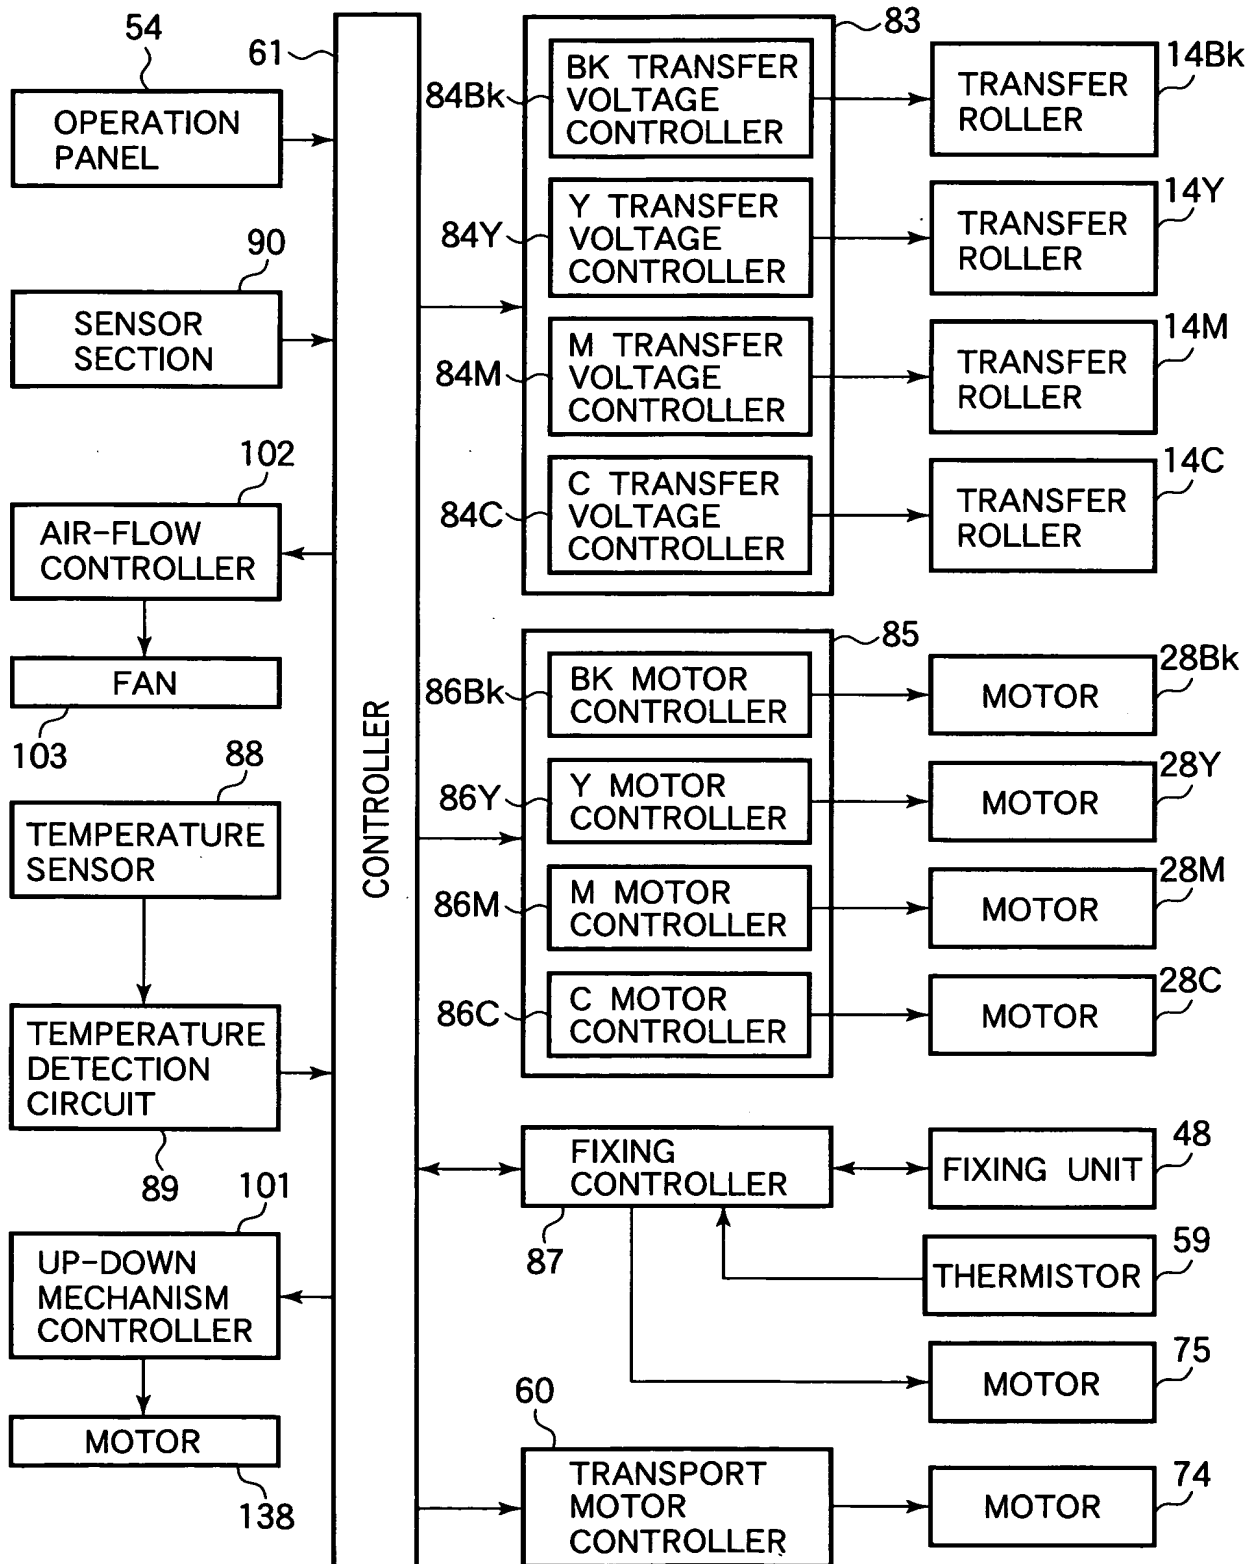 54
OPERATION
PANEL
90
SENSOR
SECTION
102
AIR-FLOW
CONTROLLER
FAN
103
88
TEMPERATURE
SENSOR
TEMPERATURE
DETECTION
CIRCUIT
89
101
UP-DOWN
MECHANISM
CONTROLLER
MOTOR
138
61
CONTROLLER
83
84Bk
BK TRANSFER
VOLTAGE
CONTROLLER
TRANSFER
ROLLER
14Bk
84Y
Y TRANSFER
VOLTAGE
CONTROLLER
TRANSFER
ROLLER
14Y
84M
M TRANSFER
VOLTAGE
CONTROLLER
TRANSFER
ROLLER
14M
84C
C TRANSFER
VOLTAGE
CONTROLLER
TRANSFER
ROLLER
14C
85
86Bk
BK MOTOR
CONTROLLER
MOTOR
28Bk
86Y
Y MOTOR
CONTROLLER
MOTOR
28Y
86M
M MOTOR
CONTROLLER
MOTOR
28M
86C
C MOTOR
CONTROLLER
MOTOR
28C
FIXING
CONTROLLER
87
FIXING UNIT
48
THERMISTOR
59
MOTOR
75
60
TRANSPORT
MOTOR
CONTROLLER
MOTOR
74